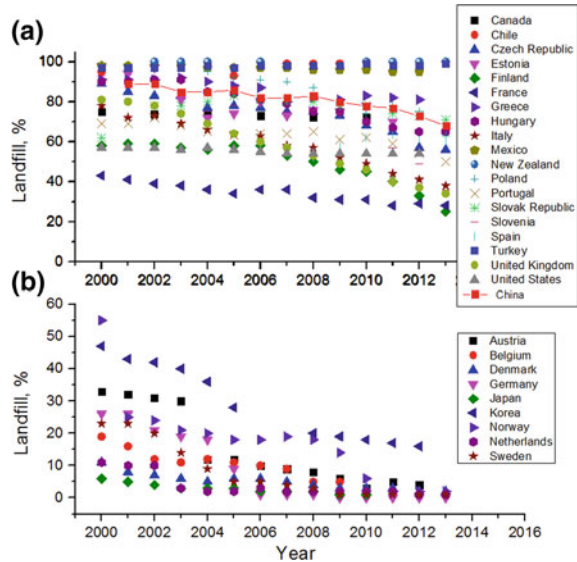 (a)
Landfill, %
100
80
60
40
20
0
2000 2002 2004 2006 2008 2010 2012
Canada
Chile
Czech Republic
Estonia
Finland
France
Greece
Hungary
Italy
Mexico
New Zealand
Poland
Portugal
Slovak Republic
Slovenia
Spain
Turkey
United Kingdom
United States
China
(b)
Landfill, %
60
50
40
30
20
10
0
2000 2002 2004 2006 2008 2010 2012 2014 2016
Year
Austria
Belgium
Denmark
Germany
Japan
Korea
Norway
Netherlands
Sweden